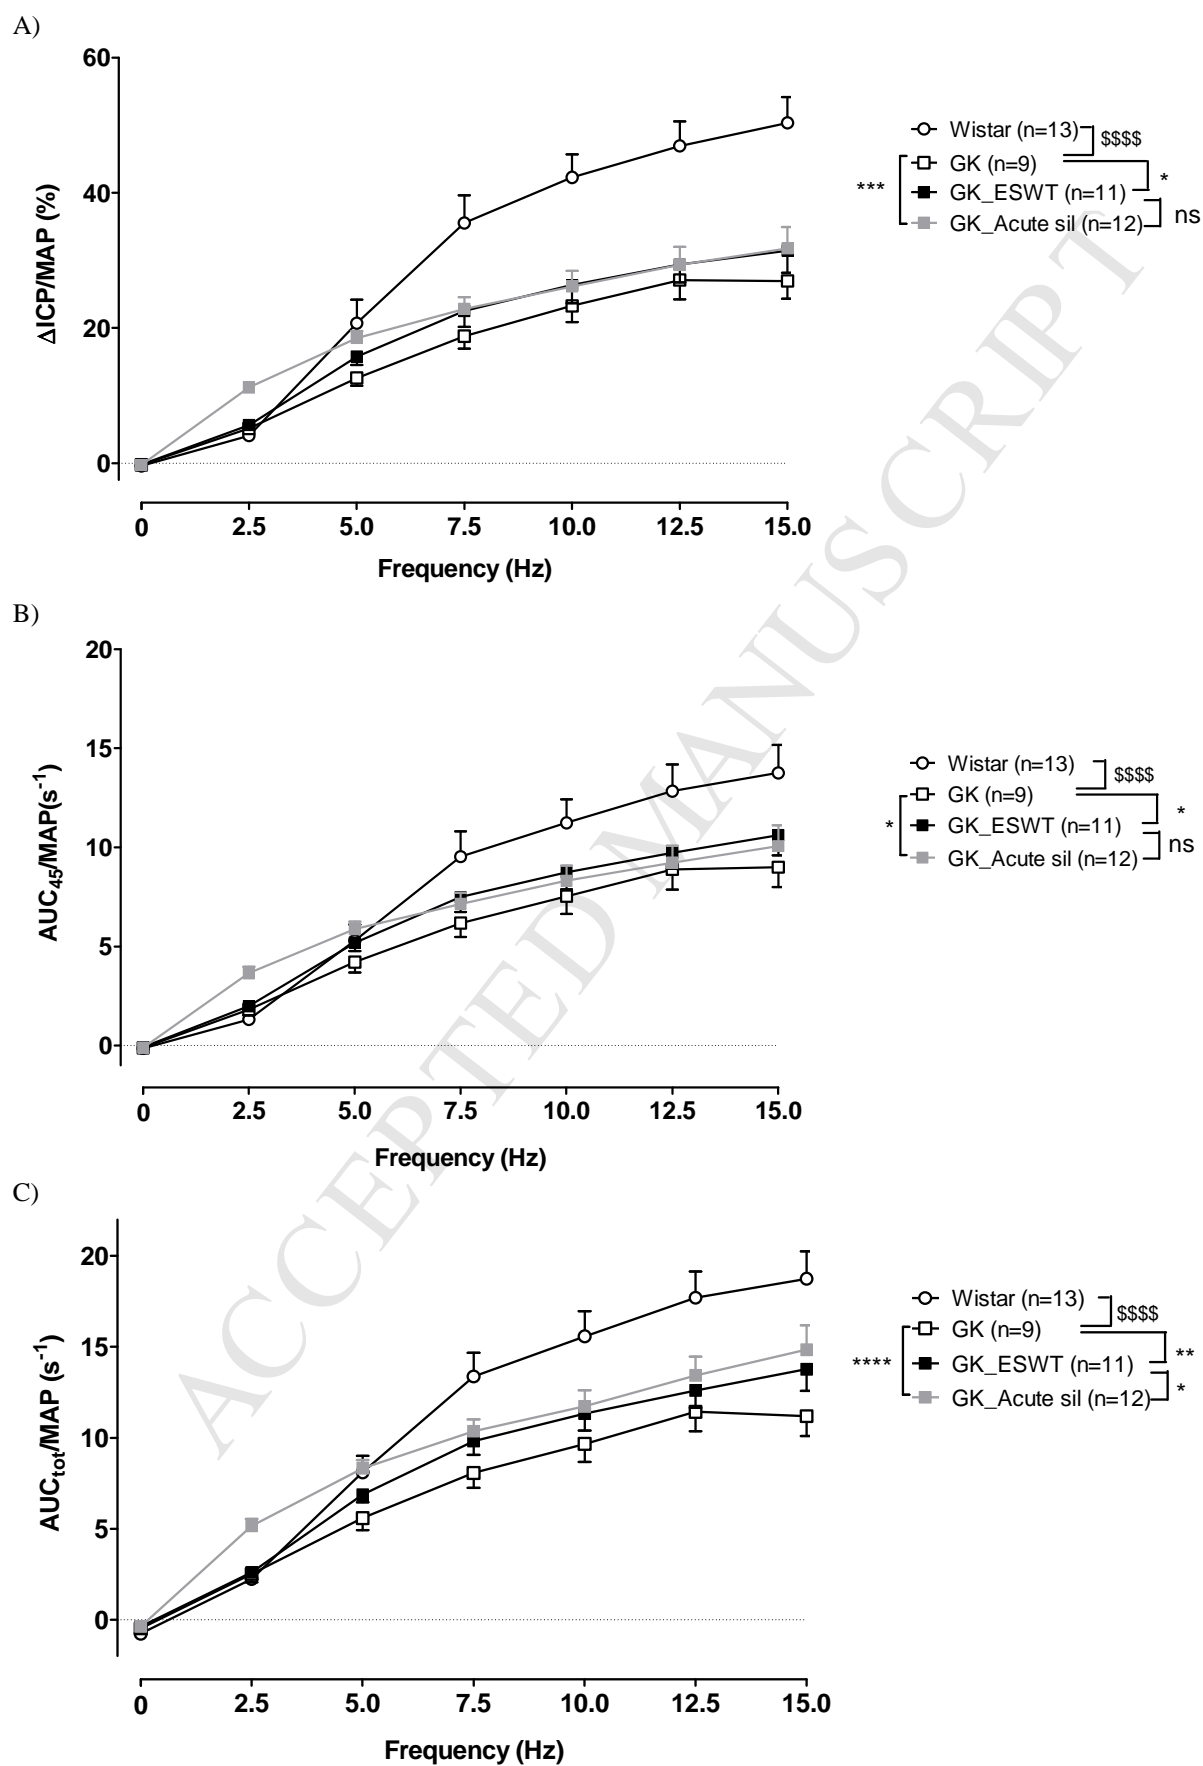 A)
60
40
20
0
ΔICP/MAP (%)
0 2.5 5.0 7.5 10.0 12.5 15.0
Frequency (Hz)
Wistar (n=13)
GK (n=9)
GK_ESWT (n=11)
GK_Acute sil (n=12)
$$$$
***
*
ns
B)
20
15
10
5
0
AUC45/MAP(s-1)
0 2.5 5.0 7.5 10.0 12.5 15.0
Frequency (Hz)
Wistar (n=13)
GK (n=9)
GK_ESWT (n=11)
GK_Acute sil (n=12)
$$$$
*
*
ns
C)
20
15
10
5
0
AUCtot/MAP (s-1)
0 2.5 5.0 7.5 10.0 12.5 15.0
Frequency (Hz)
Wistar (n=13)
GK (n=9)
GK_ESWT (n=11)
GK_Acute sil (n=12)
$$$$
****
**
*
ACCEPTED MANUSCRIPT